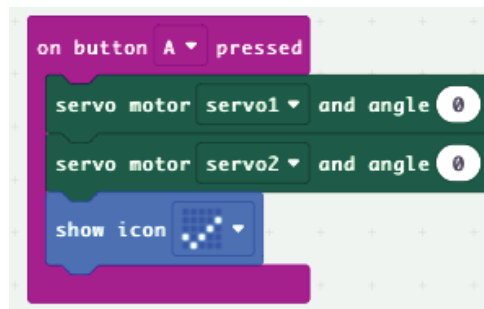 on button A pressed
servo motor servo1 and angle 0
servo motor servo2 and angle 0
show icon